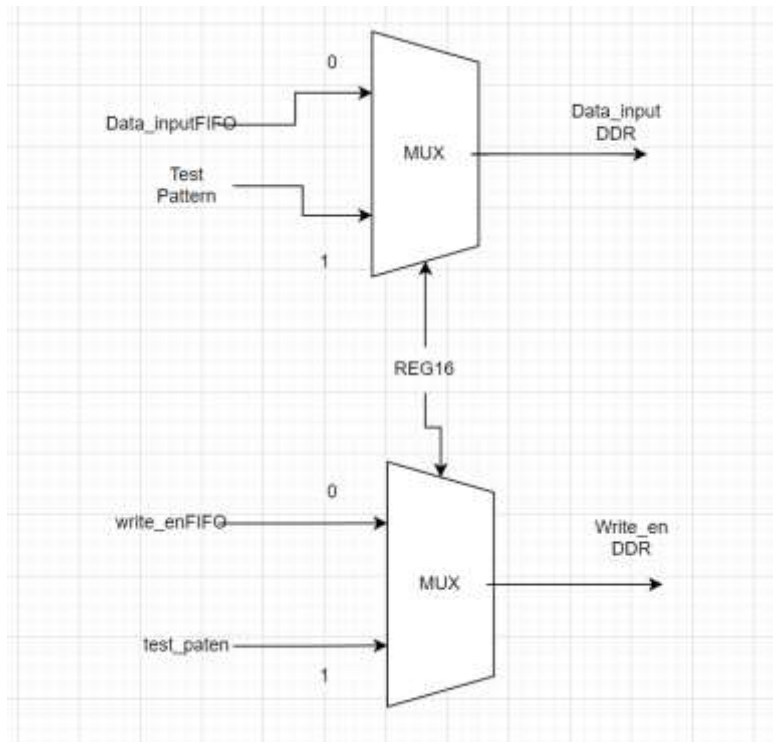 0
Data_inputFIFO
Data_input
DDR
MUX
Test
Pattern
1
REG16
0
write_enFIFO
Write_en
DDR
MUX
test_paten
1